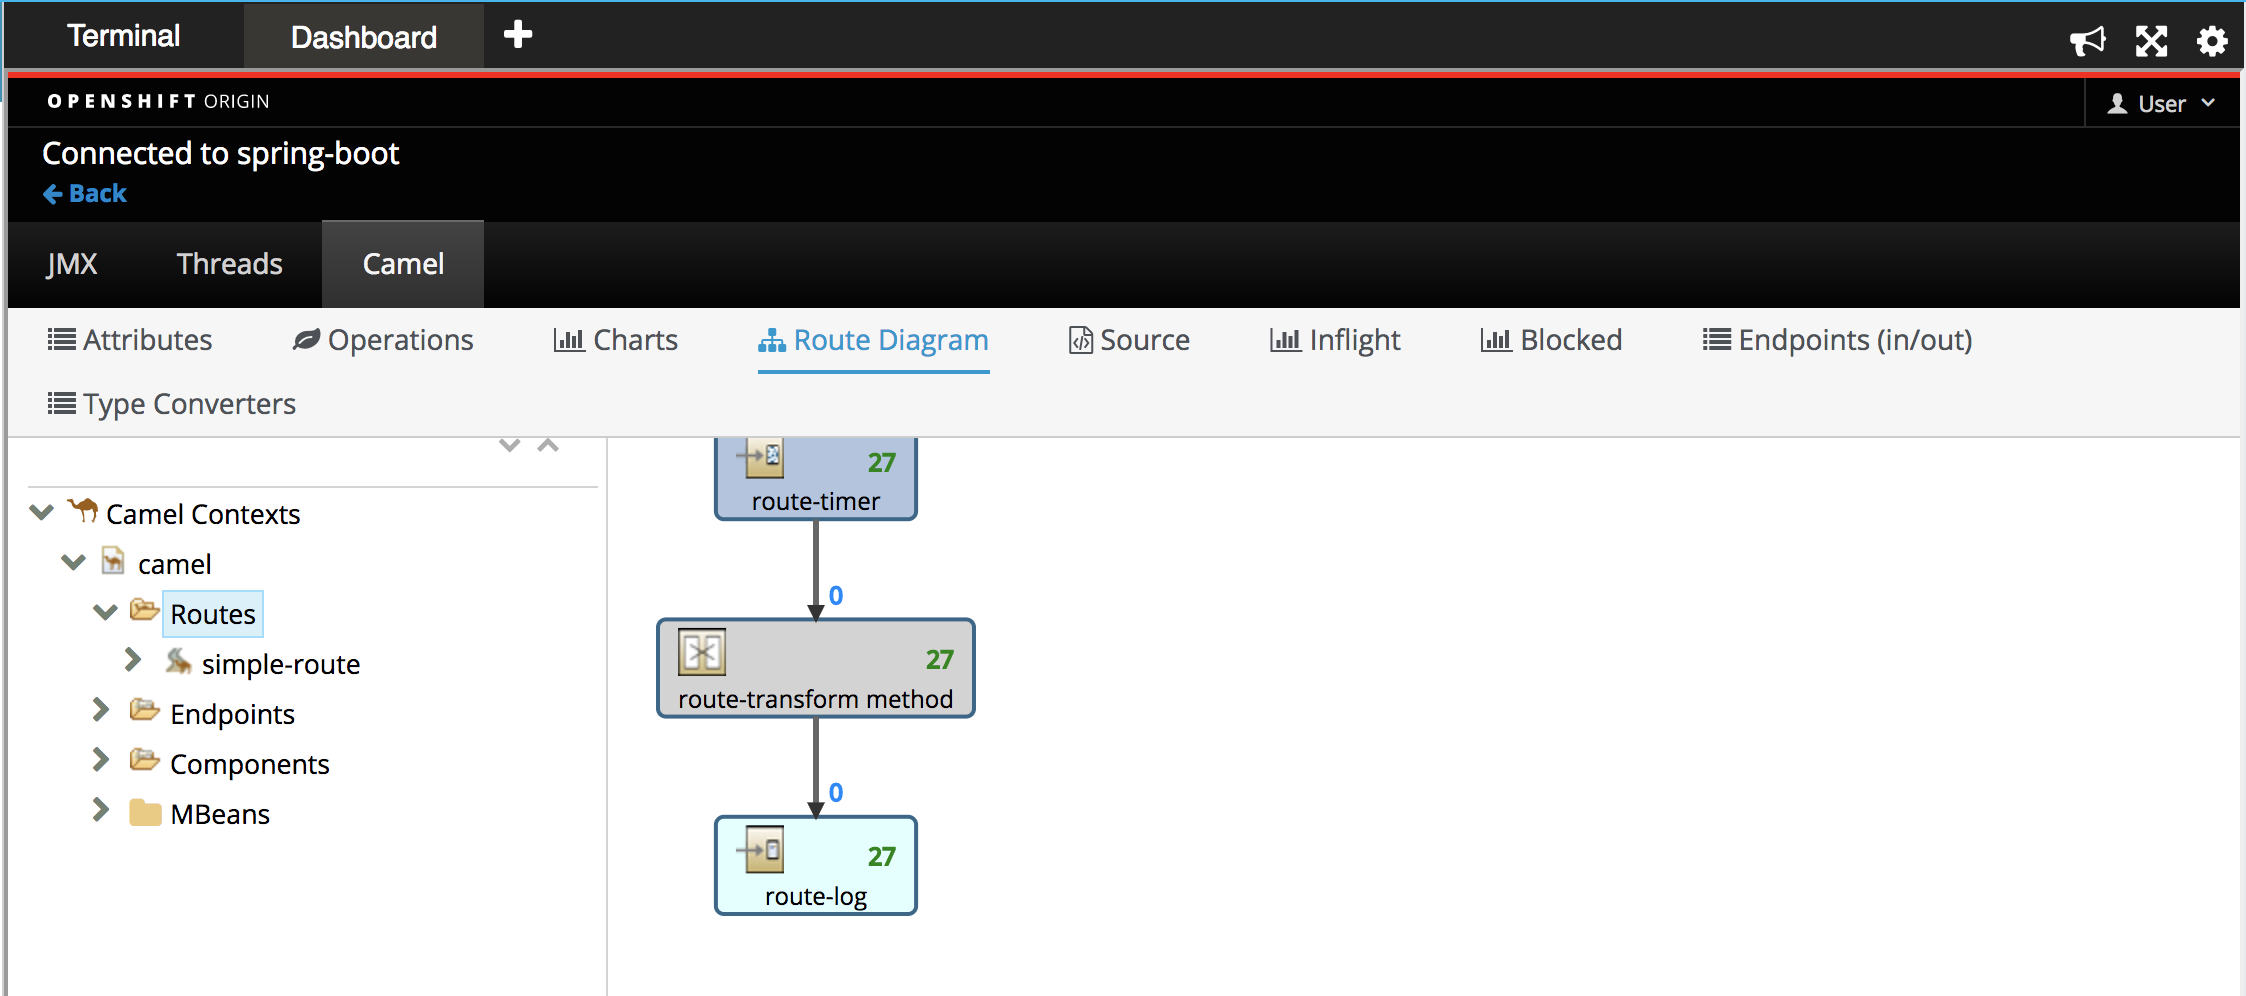 Terminal Dashboard
OPENSHIFT ORIGIN User
Connected to spring-boot
Back
JMX Threads Camel
Attributes Operations Charts Route Diagram Source Inflight Blocked Endpoints (in/out)
Type Converters
Camel Contexts
camel
Routes
simple-route
Endpoints
Components
MBeans
27
route-timer
0
27
route-transform method
0
27
route-log